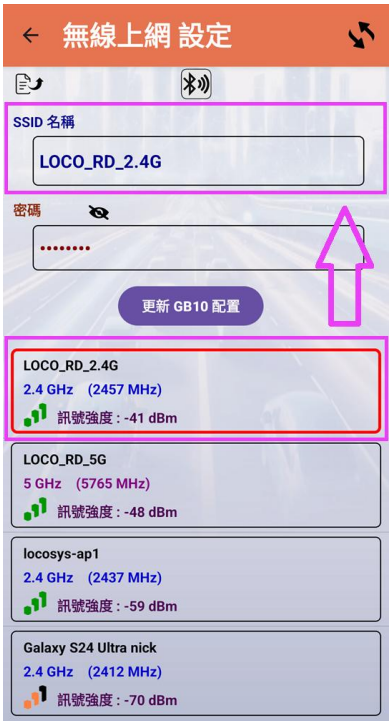 無線上網 設定
SSID 名稱
LOCO_RD_2.4G
密碼
••••••••
更新 GB10 配置
LOCO_RD_2.4G
2.4 GHz (2457 MHz)
訊號強度 : -41 dBm
LOCO_RD_5G
5 GHz (5765 MHz)
訊號強度 : -48 dBm
locosys-ap1
2.4 GHz (2437 MHz)
訊號強度 : -59 dBm
Galaxy S24 Ultra nick
2.4 GHz (2412 MHz)
訊號強度 : -70 dBm